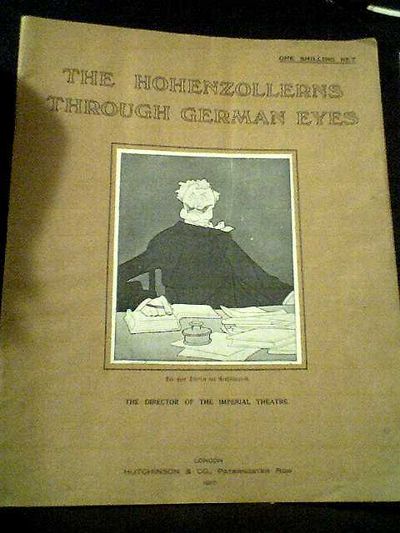 ONE SHILLING NET
THE HOHENZOLLERNS
THROUGH GERMAN EYES
THE DIRECTOR OF THE IMPERIAL THEATRE.
LONDON
HUTCHINSON & CO., PATERNOSTER ROW